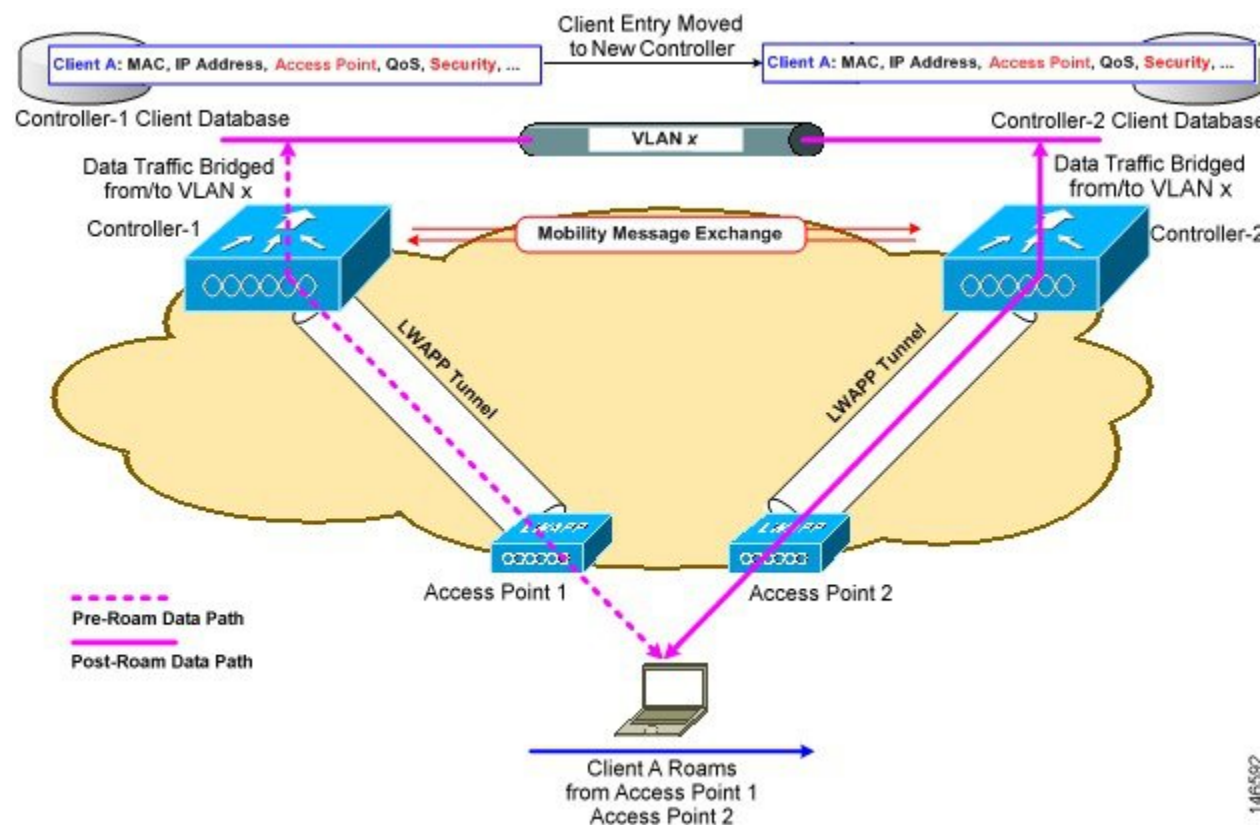 Client Entry Moved
to New Controller
Client A: MAC, IP Address, Access Point, QoS, Security, ...
Client A: MAC, IP Address, Access Point, QoS, Security, ...
Controller-1 Client Database
Controller-2 Client Database
VLAN x
Data Traffic Bridged
from/to VLAN x
Data Traffic Bridged
from/to VLAN x
Controller-1
Mobility Message Exchange
Controller-2
LWAPP Tunnel
LWAPP Tunnel
LWAPP
LWAPP
Access Point 1
Access Point 2
Pre-Roam Data Path
Post-Roam Data Path
Client A Roams
from Access Point 1
Access Point 2
146592